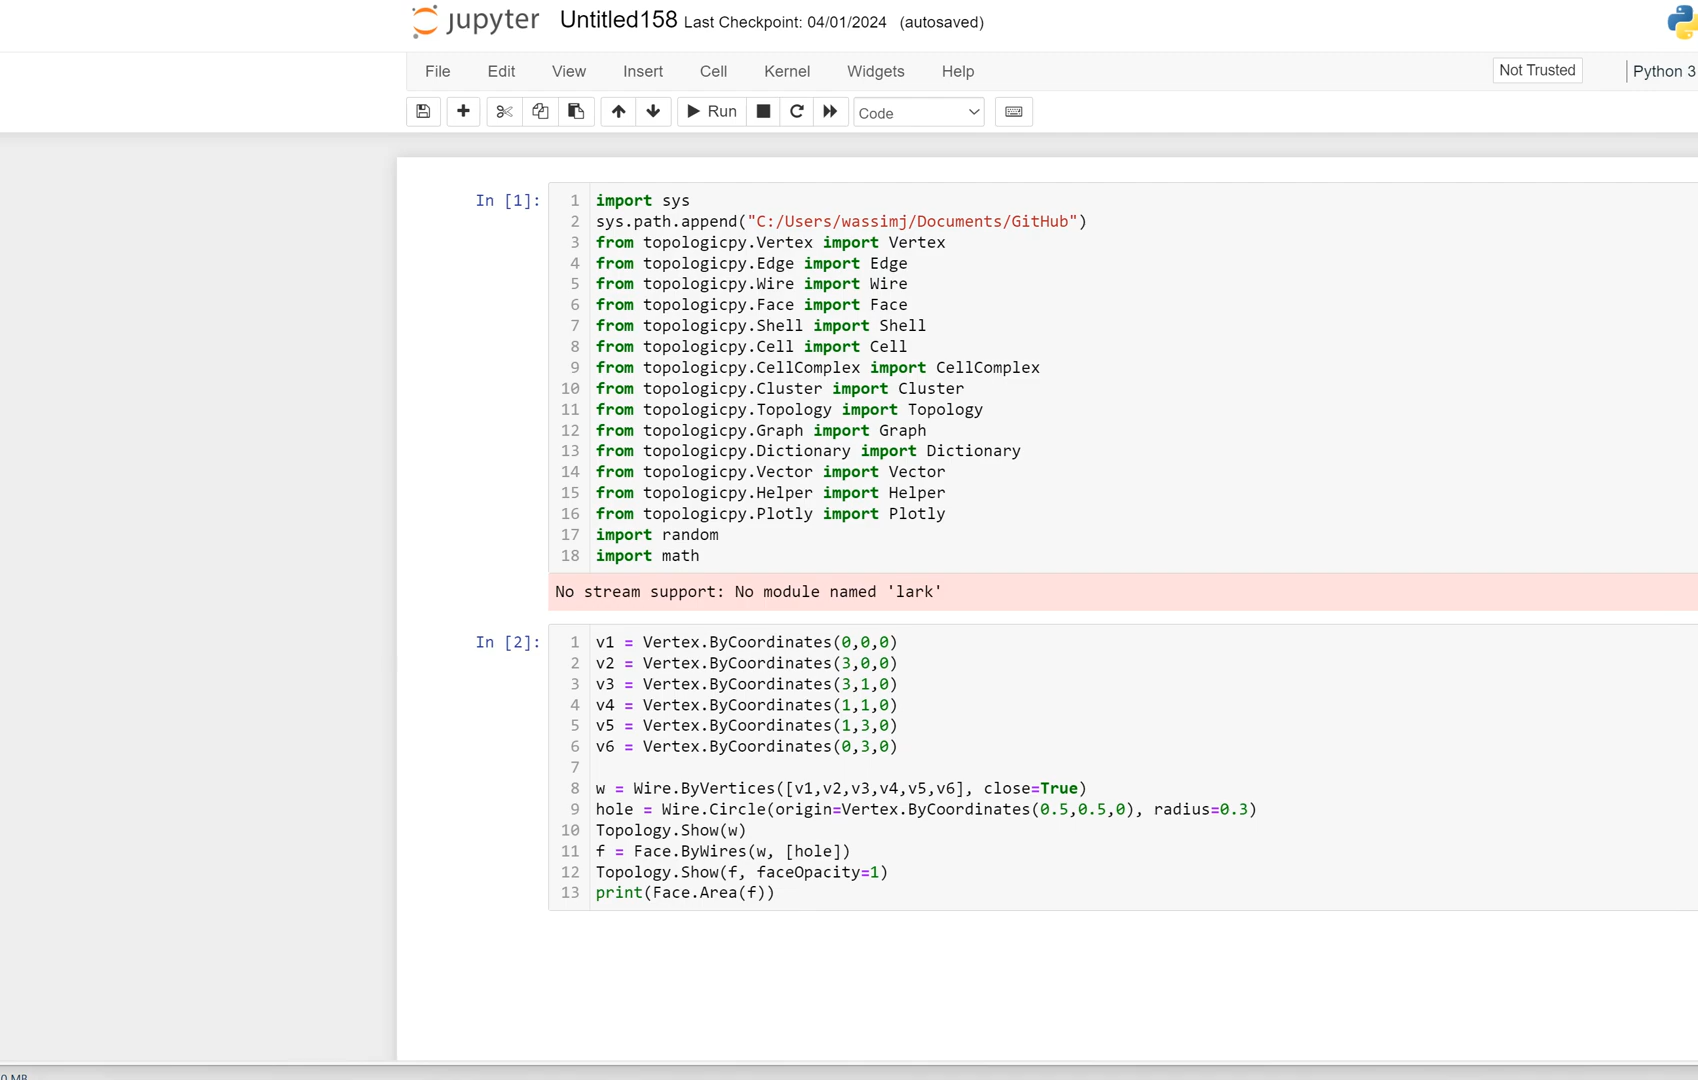 jupyter Untitled158 Last Checkpoint: 04/01/2024 (autosaved)
File Edit View Insert Cell Kernel Widgets Help Not Trusted Python 3
Run Code
In [1]:
1 import sys
2 sys.path.append("C:/Users/wassimj/Documents/GitHub")
3 from topologicpy.Vertex import Vertex
4 from topologicpy.Edge import Edge
5 from topologicpy.Wire import Wire
6 from topologicpy.Face import Face
7 from topologicpy.Shell import Shell
8 from topologicpy.Cell import Cell
9 from topologicpy.CellComplex import CellComplex
10 from topologicpy.Cluster import Cluster
11 from topologicpy.Topology import Topology
12 from topologicpy.Graph import Graph
13 from topologicpy.Dictionary import Dictionary
14 from topologicpy.Vector import Vector
15 from topologicpy.Helper import Helper
16 from topologicpy.Plotly import Plotly
17 import random
18 import math
No stream support: No module named 'lark'
In [2]:
1 v1 = Vertex.ByCoordinates(0,0,0)
2 v2 = Vertex.ByCoordinates(3,0,0)
3 v3 = Vertex.ByCoordinates(3,1,0)
4 v4 = Vertex.ByCoordinates(1,1,0)
5 v5 = Vertex.ByCoordinates(1,3,0)
6 v6 = Vertex.ByCoordinates(0,3,0)
7
8 w = Wire.ByVertices([v1,v2,v3,v4,v5,v6], close=True)
9 hole = Wire.Circle(origin=Vertex.ByCoordinates(0.5,0.5,0), radius=0.3)
10 Topology.Show(w)
11 f = Face.ByWires(w, [hole])
12 Topology.Show(f, faceOpacity=1)
13 print(Face.Area(f))